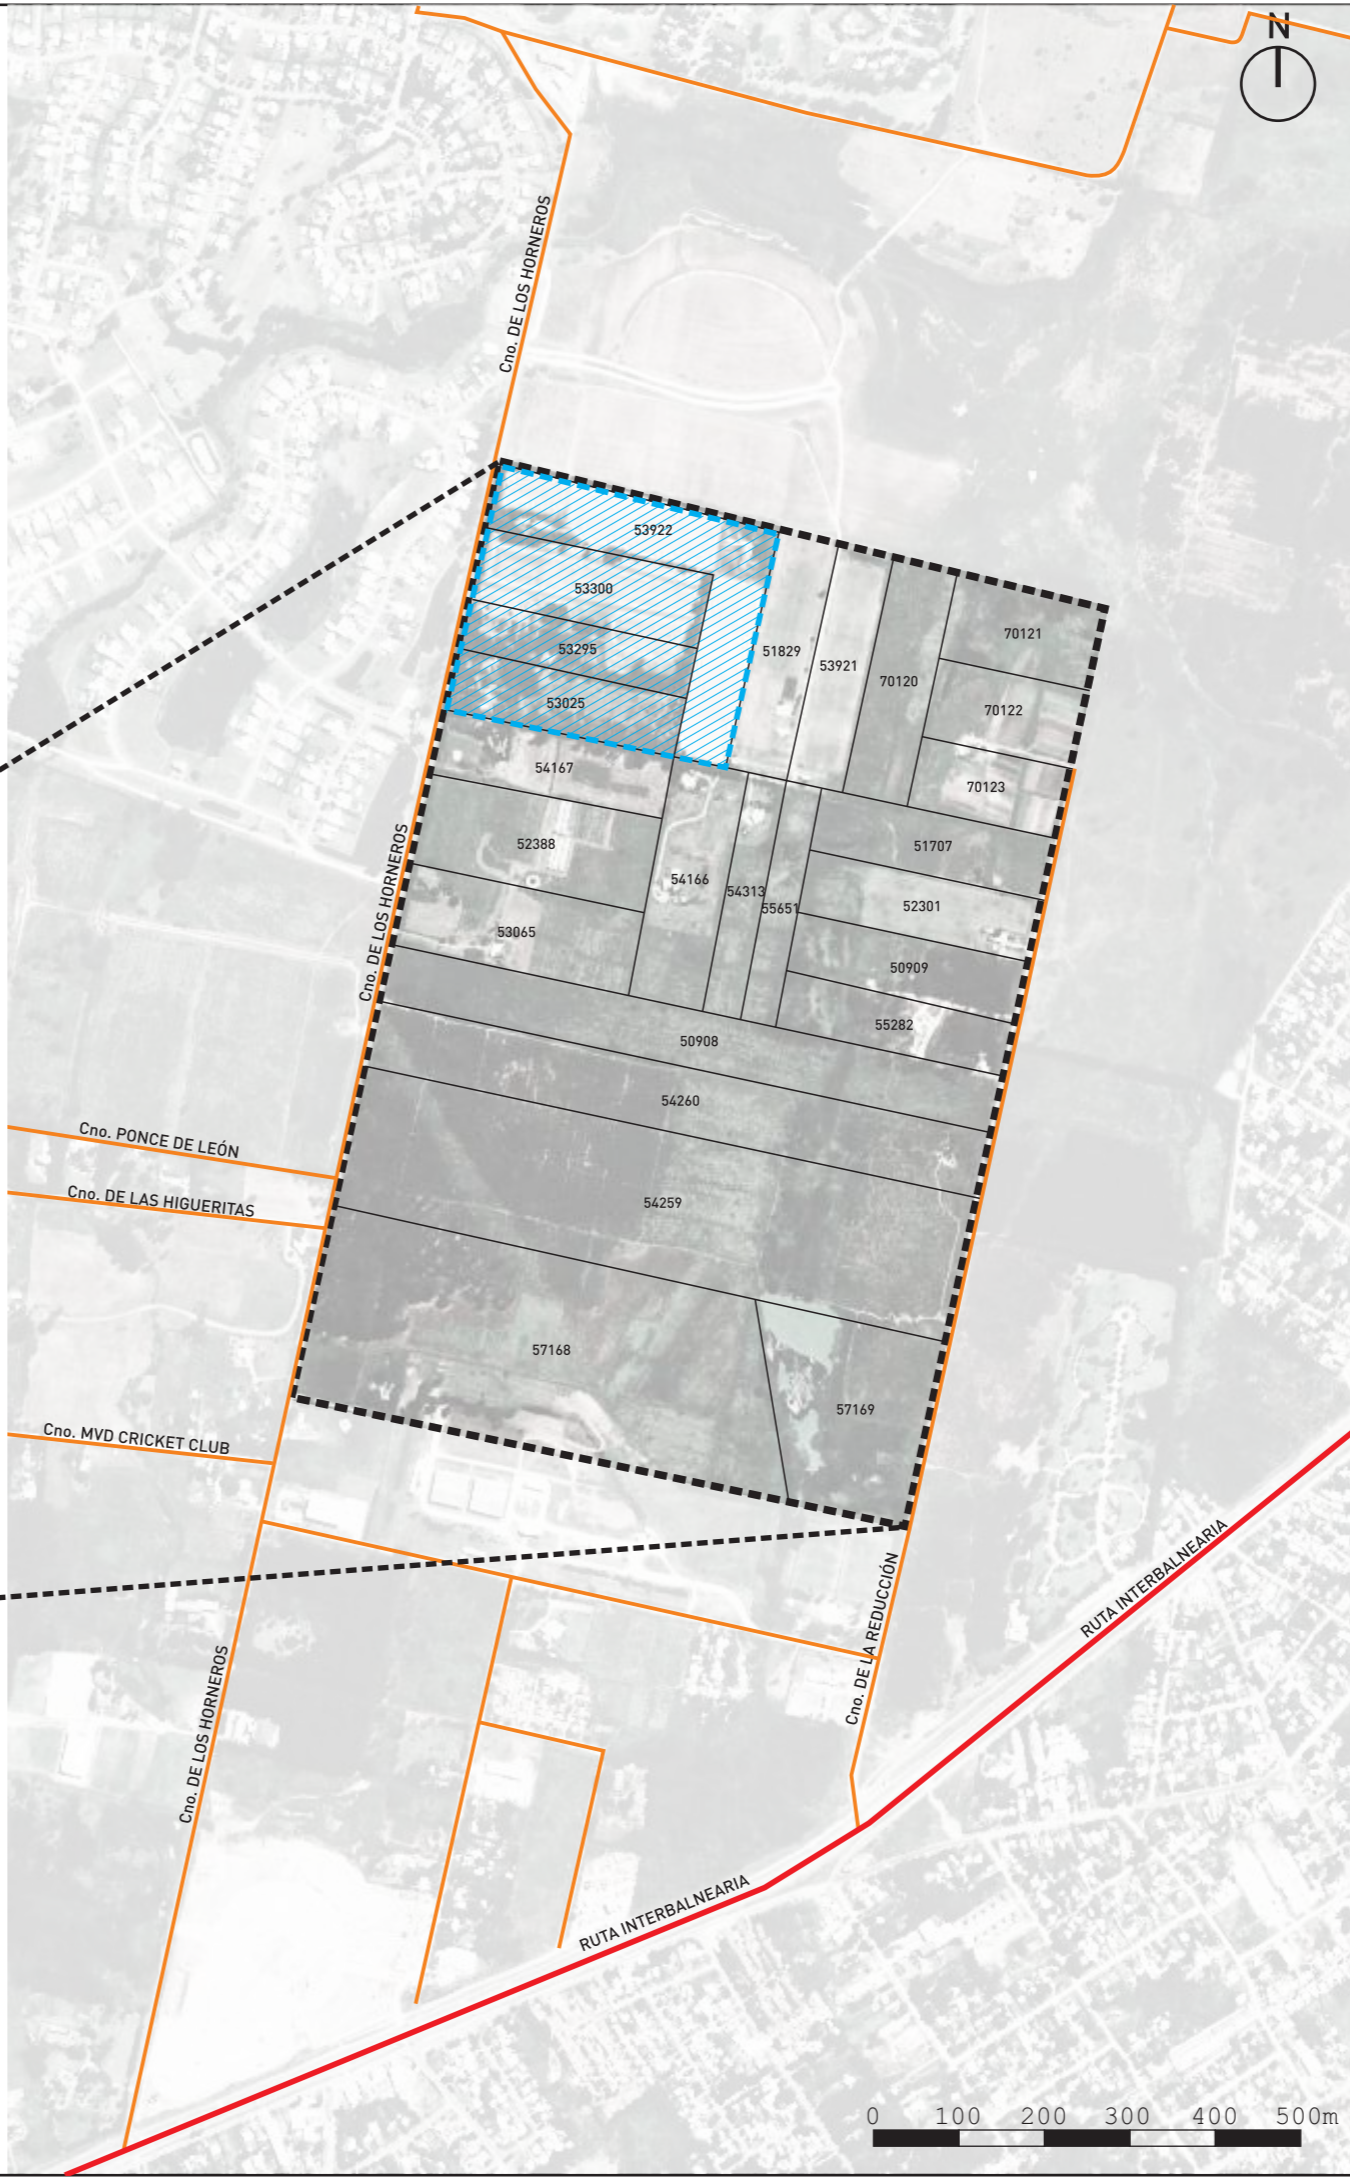 N
Cno. DE LOS HORNEROS
53922
53300
53295
53025
51829
53921
70120
70121
70122
70123
54167
52388
53065
54166
54313
55651
51707
52301
50909
55282
Cno. DE LOS HORNEROS
50908
54260
54259
Cno. PONCE DE LEÓN
Cno. DE LAS HIGUERITAS
57168
57169
Cno. MVD CRICKET CLUB
Cno. DE LA REDUCCIÓN
RUTA INTERBALNEARIA
Cno. DE LOS HORNEROS
RUTA INTERBALNEARIA
0 100 200 300 400 500m